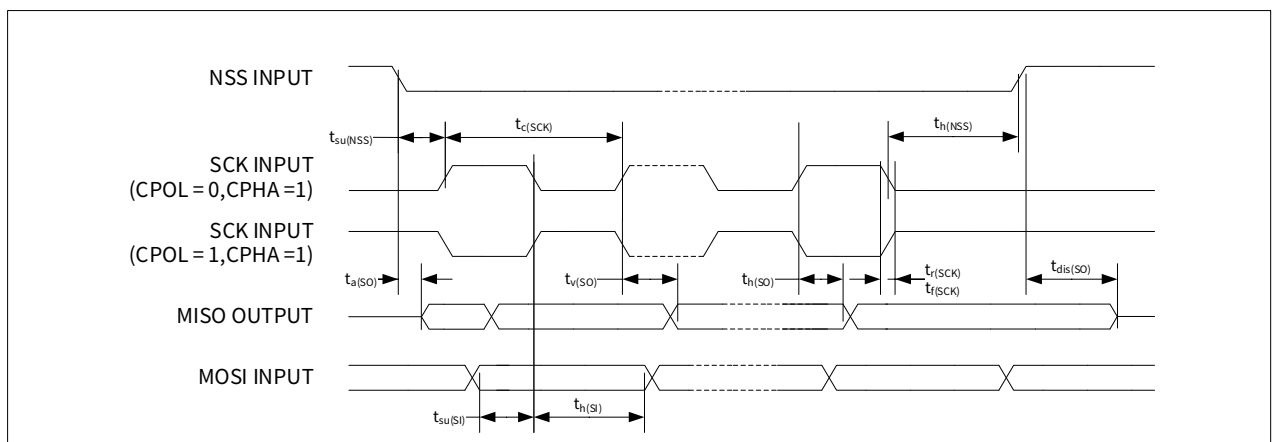 NSS INPUT
tsu(NSS)
tc(SCK)
th(NSS)
SCK INPUT
(CPOL = 0,CPHA =1)
SCK INPUT
(CPOL = 1,CPHA =1)
ta(SO)
tv(SO)
th(SO)
tr(SCK)
tf(SCK)
tdis(SO)
MISO OUTPUT
MOSI INPUT
tsu(SI)
th(SI)